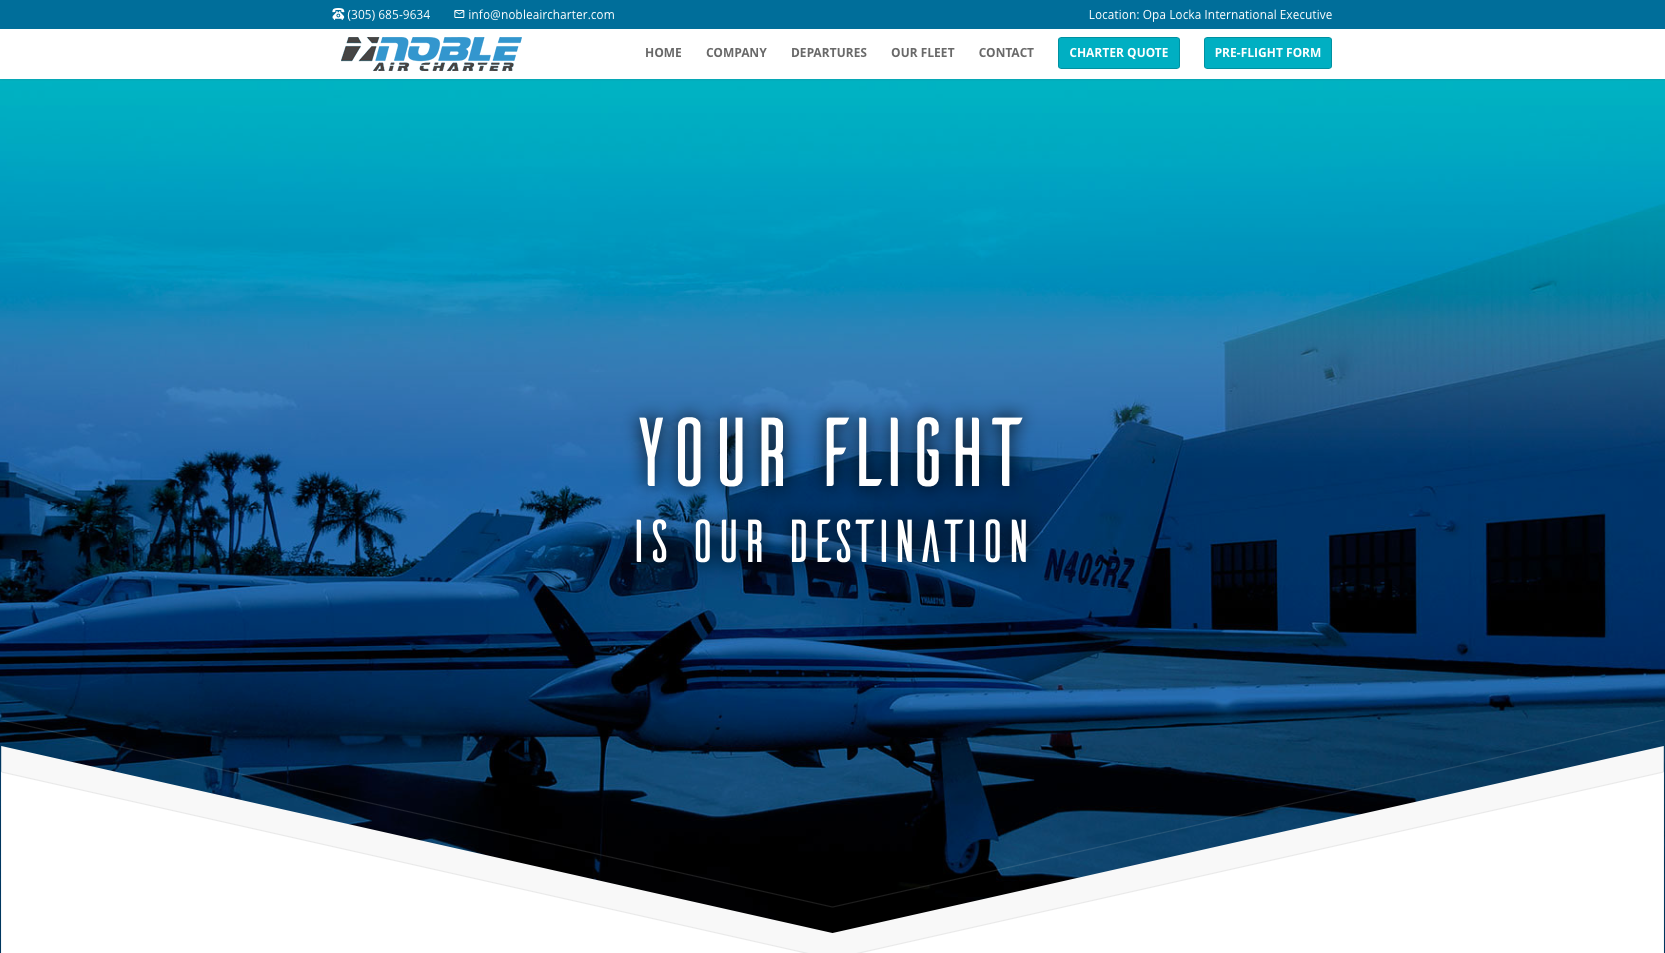 (305) 685-9634
info@nobleaircharter.com
Location: Opa Locka International Executive
NOBLE
AIR CHARTER
HOME
COMPANY
DEPARTURES
OUR FLEET
CONTACT
CHARTER QUOTE
PRE-FLIGHT FORM
YOUR FLIGHT
IS OUR DESTINATION
N402RZ